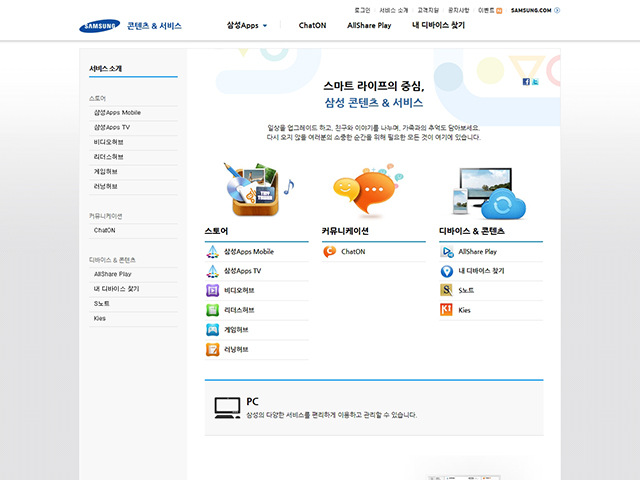 로그인 서비스 소개 고객지원 공지사항 이벤트 SAMSUNG.COM
SAMSUNG 콘텐츠 & 서비스
삼성Apps ChatON AllShare Play 내 디바이스 찾기
서비스 소개
스토어
삼성Apps Mobile
삼성Apps TV
비디오허브
리더스허브
게임허브
러닝허브
커뮤니케이션
ChatON
디바이스 & 콘텐츠
AllShare Play
내 디바이스 찾기
S노트
Kies
스마트 라이프의 중심,
삼성 콘텐츠 & 서비스
일상을 업그레이드 하고, 친구와 이야기를 나누며, 가족과의 추억도 담아보세요.
다시 오지 않을 여러분의 소중한 순간을 위해 필요한 모든 것이 여기에 있습니다.
스토어
삼성Apps Mobile
삼성Apps TV
비디오허브
리더스허브
게임허브
러닝허브
커뮤니케이션
ChatON
디바이스 & 콘텐츠
AllShare Play
내 디바이스 찾기
S노트
Kies
PC
삼성의 다양한 서비스를 편리하게 이용하고 관리할 수 있습니다.